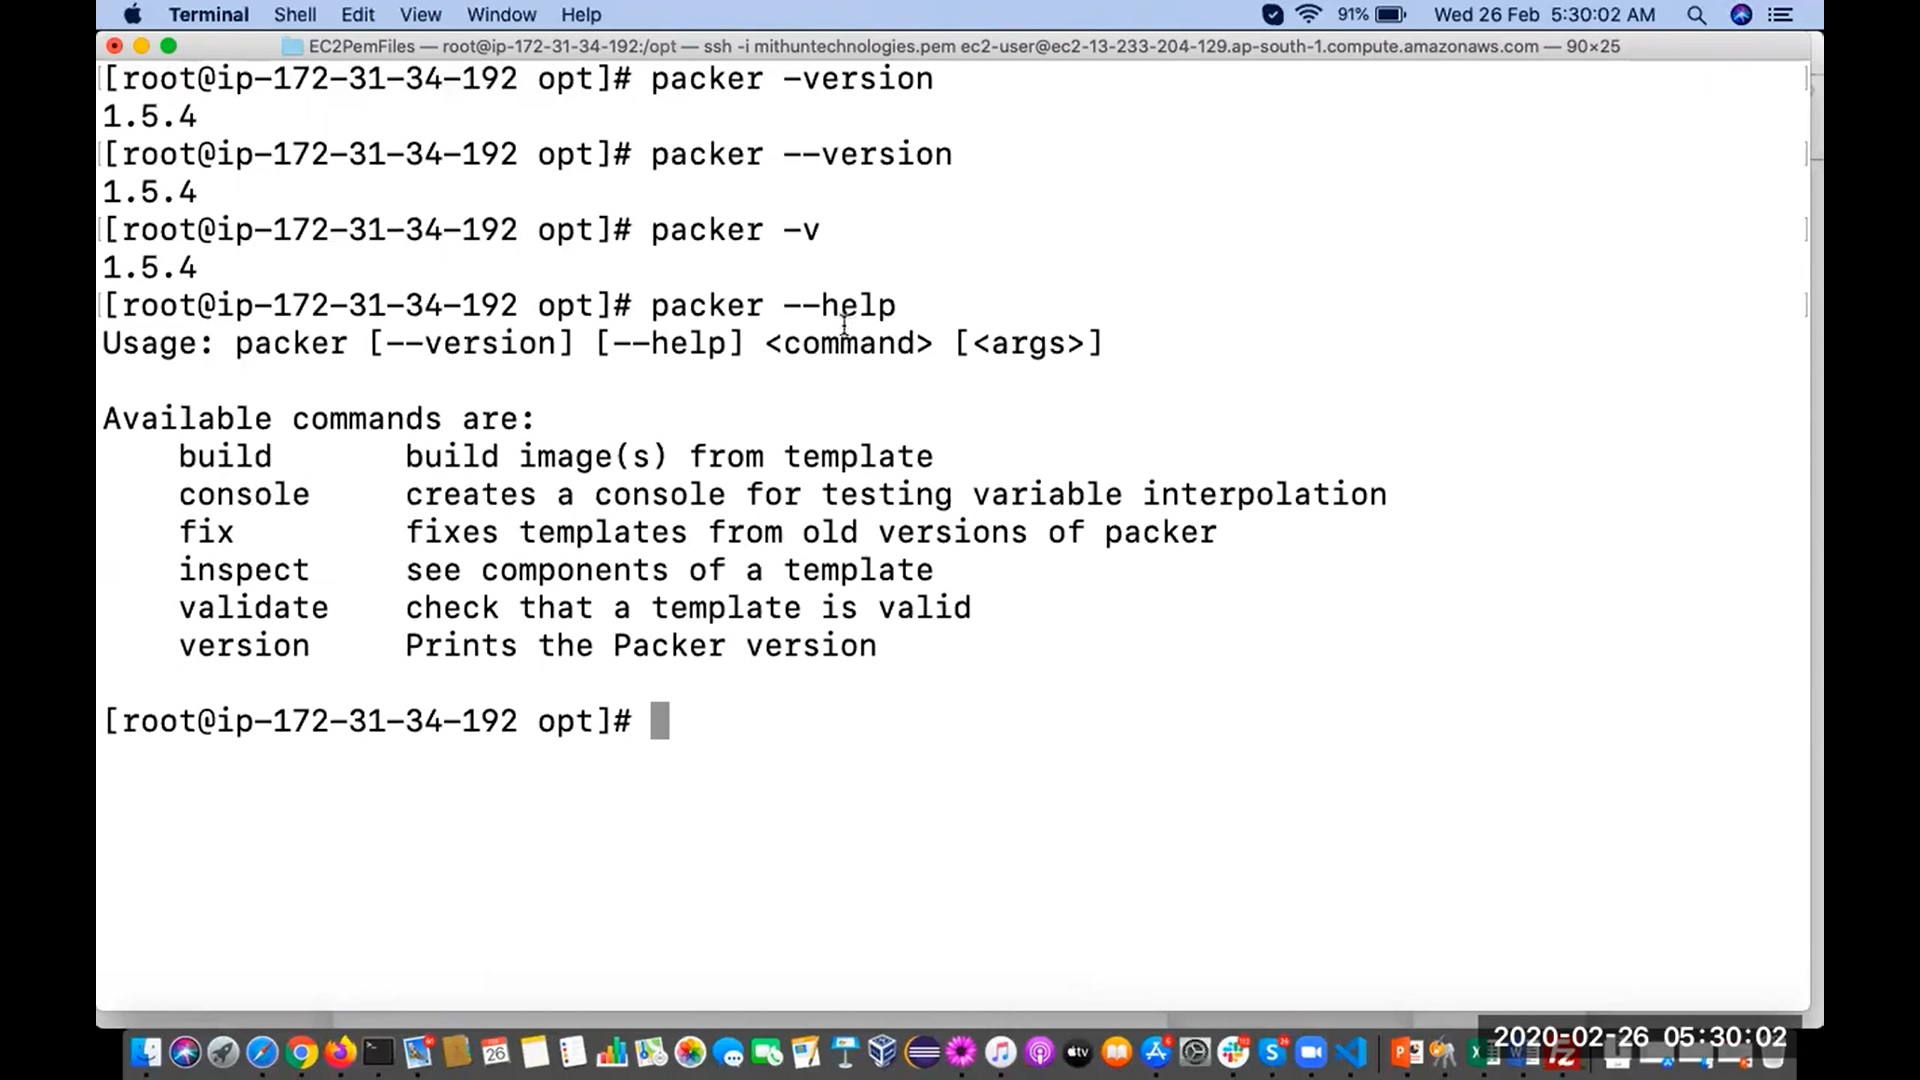 Terminal Shell Edit View Window Help 91% Wed 26 Feb 5:30:02 AM
EC2PemFiles — root@ip-172-31-34-192:/opt — ssh -i mithuntechnologies.pem ec2-user@ec2-13-233-204-129.ap-south-1.compute.amazonaws.com — 90×25
[root@ip-172-31-34-192 opt]# packer -version
1.5.4
[root@ip-172-31-34-192 opt]# packer --version
1.5.4
[root@ip-172-31-34-192 opt]# packer -v
1.5.4
[root@ip-172-31-34-192 opt]# packer --help
Usage: packer [--version] [--help] <command> [<args>]
Available commands are:
build build image(s) from template
console creates a console for testing variable interpolation
fix fixes templates from old versions of packer
inspect see components of a template
validate check that a template is valid
version Prints the Packer version
[root@ip-172-31-34-192 opt]#
26 tv
2020-02-26 05:30:02